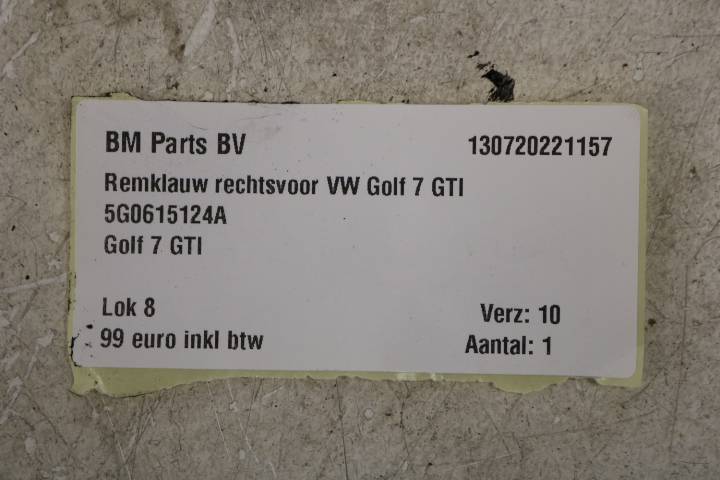 BM Parts BV 130720221157
Remklauw rechtsvoor VW Golf 7 GTI
5G0615124A
Golf 7 GTI
Lok 8 Verz: 10
99 euro inkl btw Aantal: 1